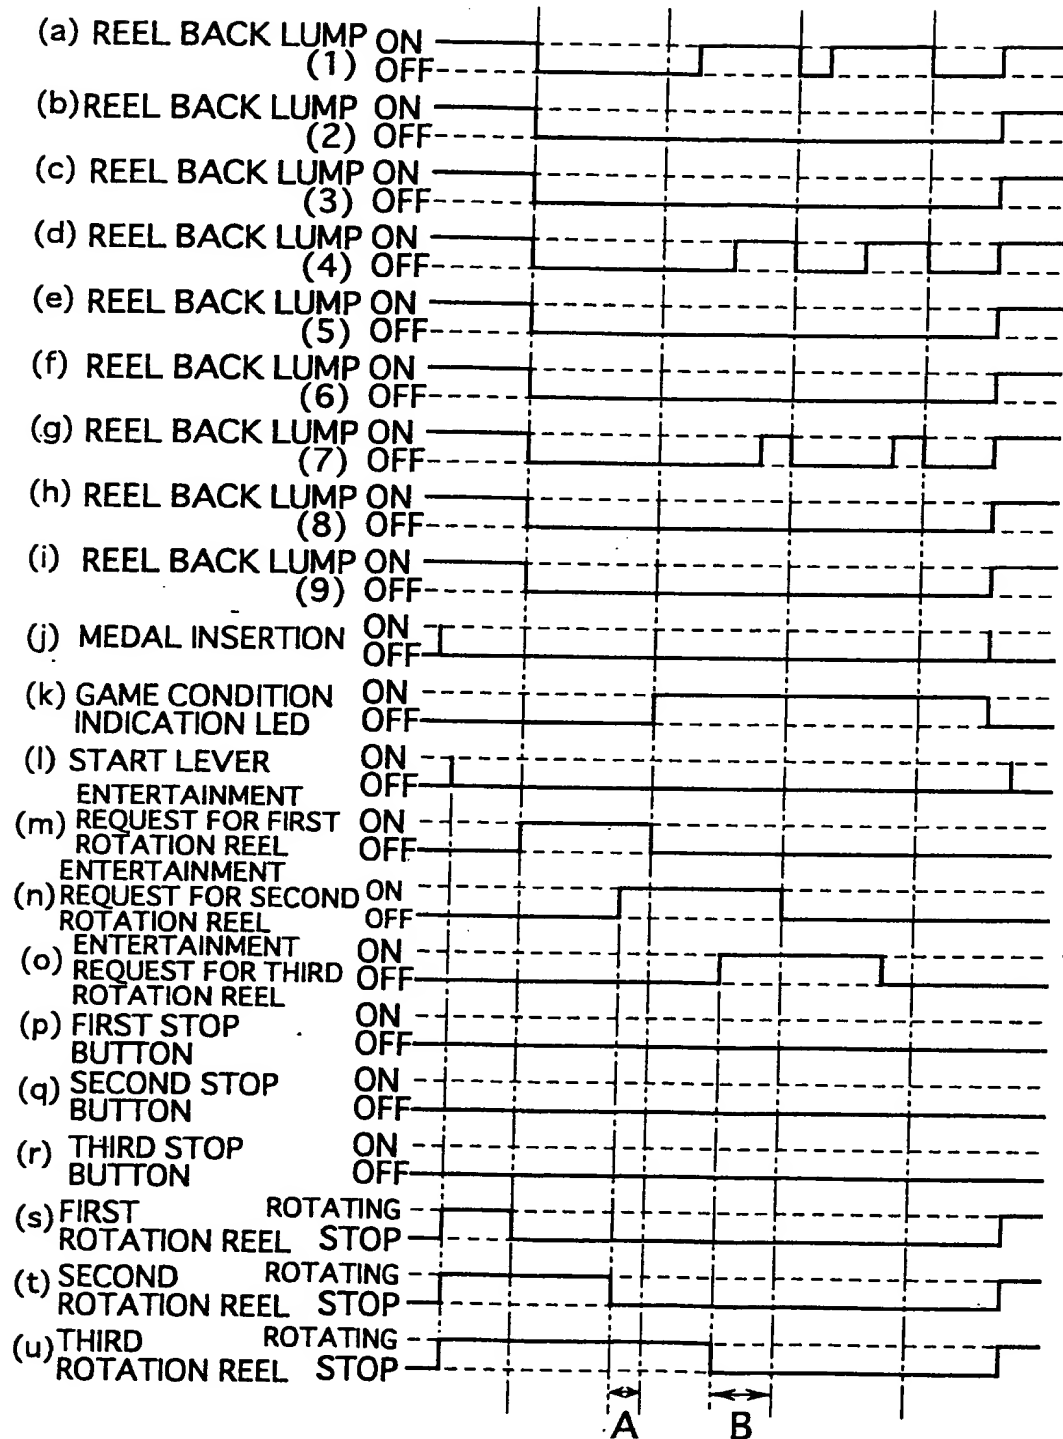 (a) REEL BACK LUMP ON
(1) OFF
(b) REEL BACK LUMP ON
(2) OFF
(c) REEL BACK LUMP ON
(3) OFF
(d) REEL BACK LUMP ON
(4) OFF
(e) REEL BACK LUMP ON
(5) OFF
(f) REEL BACK LUMP ON
(6) OFF
(g) REEL BACK LUMP ON
(7) OFF
(h) REEL BACK LUMP ON
(8) OFF
(i) REEL BACK LUMP ON
(9) OFF
(j) MEDAL INSERTION ON
OFF
(k) GAME CONDITION ON
INDICATION LED OFF
(l) START LEVER ON
OFF
ENTERTAINMENT
(m) REQUEST FOR FIRST ON
ROTATION REEL OFF
ENTERTAINMENT
(n) REQUEST FOR SECOND ON
ROTATION REEL OFF
ENTERTAINMENT ON
(o) REQUEST FOR THIRD OFF
ROTATION REEL
(p) FIRST STOP ON
BUTTON OFF
(q) SECOND STOP ON
BUTTON OFF
(r) THIRD STOP ON
BUTTON OFF
(s) FIRST ROTATING
ROTATION REEL STOP
(t) SECOND ROTATING
ROTATION REEL STOP
(u) THIRD ROTATING
ROTATION REEL STOP
A B